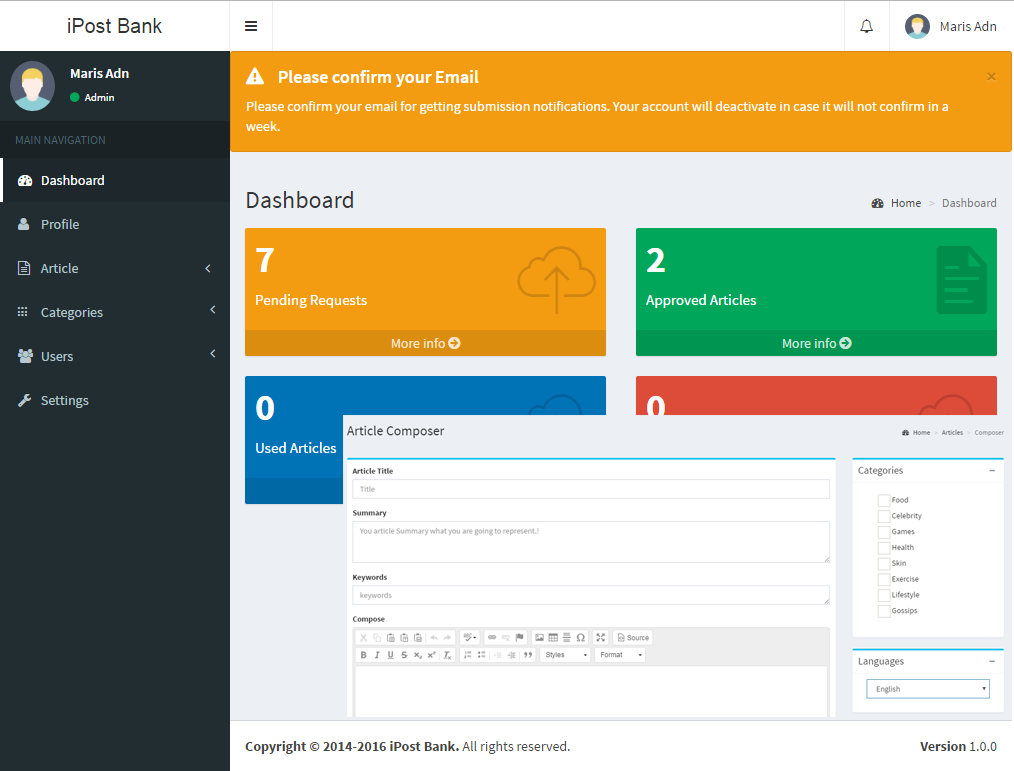 iPost Bank
Maris Adn
Maris Adn
Admin
MAIN NAVIGATION
Dashboard
Profile
Article
Categories
Users
Settings
Please confirm your Email
×
Please confirm your email for getting submission notifications. Your account will deactivate in case it will not confirm in a
week.
Dashboard
Home > Dashboard
7
Pending Requests
More info
2
Approved Articles
More info
0
Used Articles
0
Article Composer
Home > Articles > Composer
Article Title
Title
Summary
You article Summary what you are going to represent.!
Keywords
keywords
Compose
Source
B I U S x₂ x² Tx
Styles
Format
Categories
Food
Celebrity
Games
Health
Skin
Exercise
Lifestyle
Gossips
Languages
English
Copyright © 2014-2016 iPost Bank. All rights reserved.
Version 1.0.0